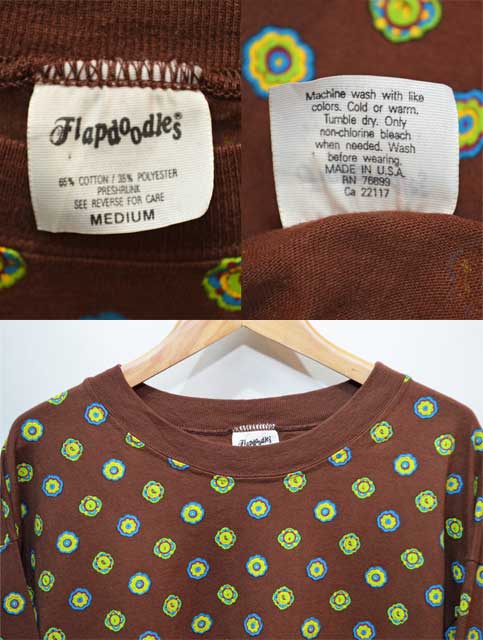 Flapdoodles
65% COTTON / 35% POLYESTER
PRESHRUNK
SEE REVERSE FOR CARE
MEDIUM
Machine wash with like
colors. Cold or warm.
Tumble dry. Only
non-chlorine bleach
when needed. Wash
before wearing.
MADE IN U.S.A.
RN 76899
Ca 22117
Flapdoodles